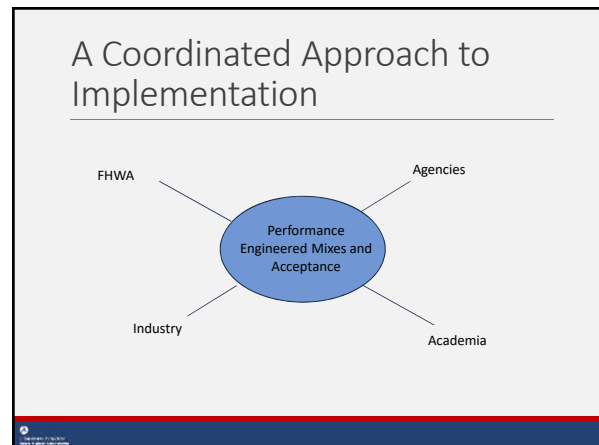 A Coordinated Approach to
Implementation
FHWA
Agencies
Performance
Engineered Mixes and
Acceptance
Industry
Academia